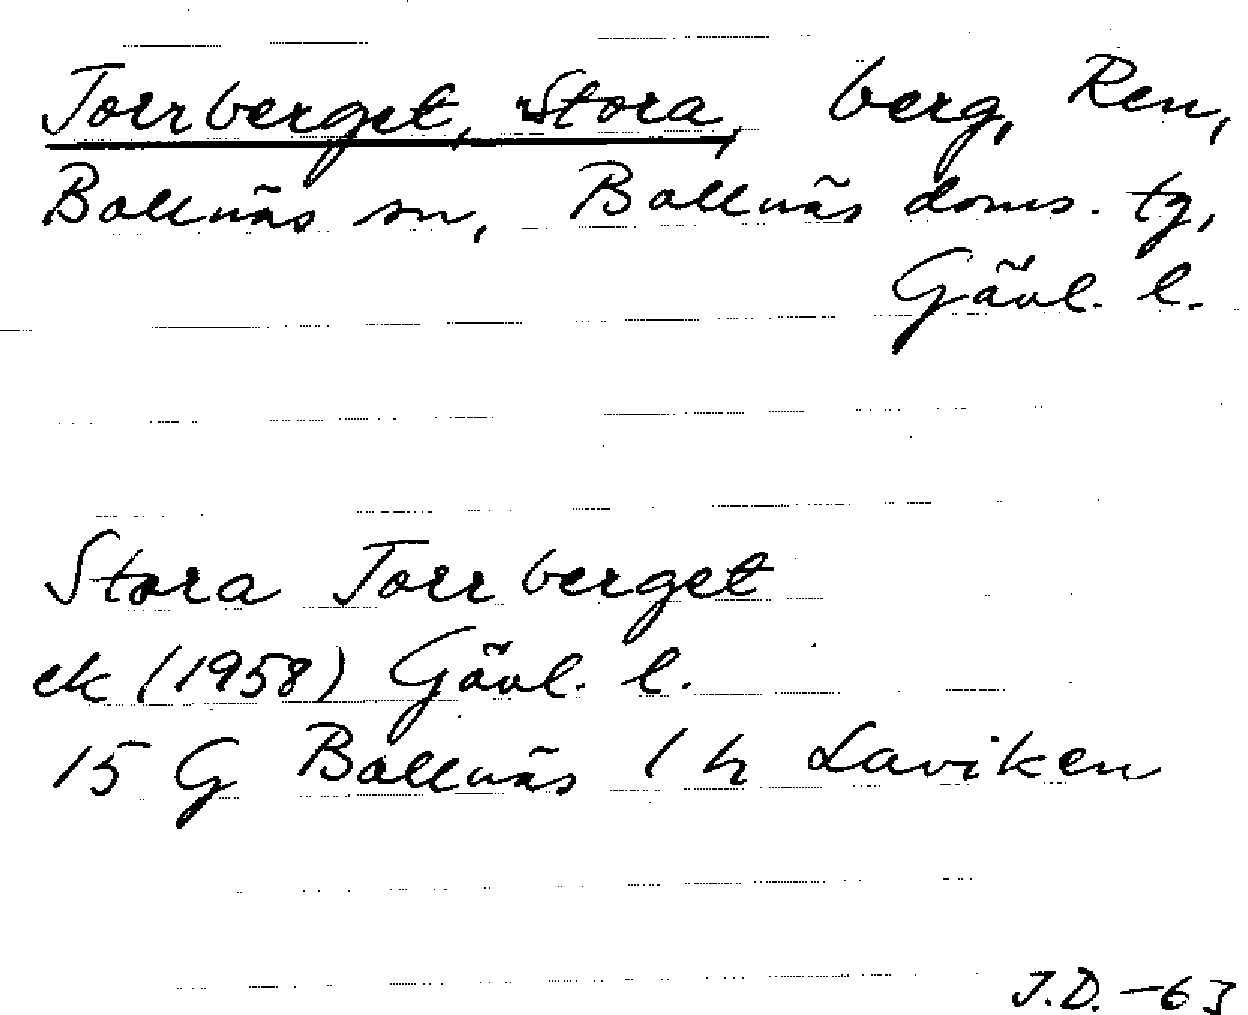 Torrberget, Stora, berg, Ren,
Bollnäs sn, Bollnäs doms. tg,
Gävl. l.
Stora Torrberget
ek (1958) Gävl. l.
15 G Bollnäs 1 h Laviken
J.D. -63